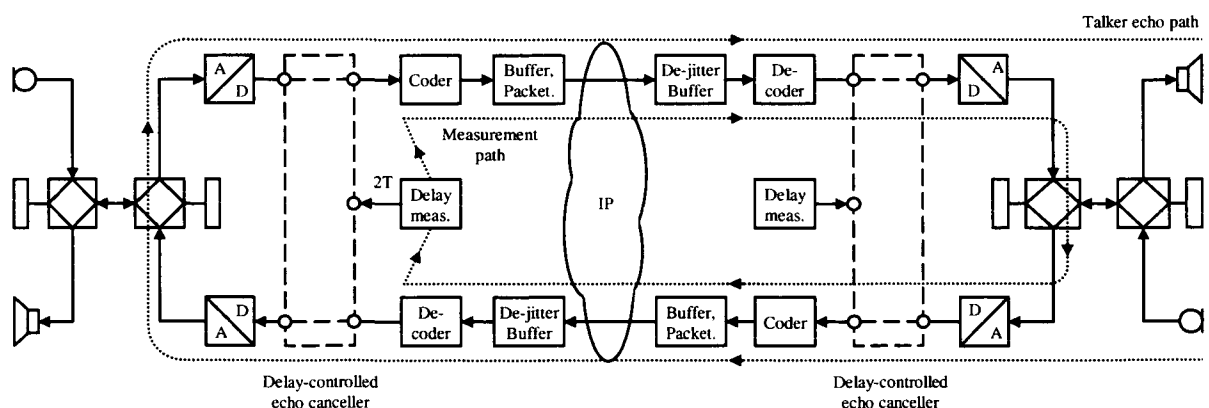 Talker echo path
A
D
Coder
Buffer,
Packet.
De-jitter
Buffer
De-
coder
A
D
Measurement
path
2T
Delay
meas.
IP
Delay
meas.
D
A
De-
coder
De-jitter
Buffer
Buffer,
Packet.
Coder
D
A
Delay-controlled
echo canceller
Delay-controlled
echo canceller